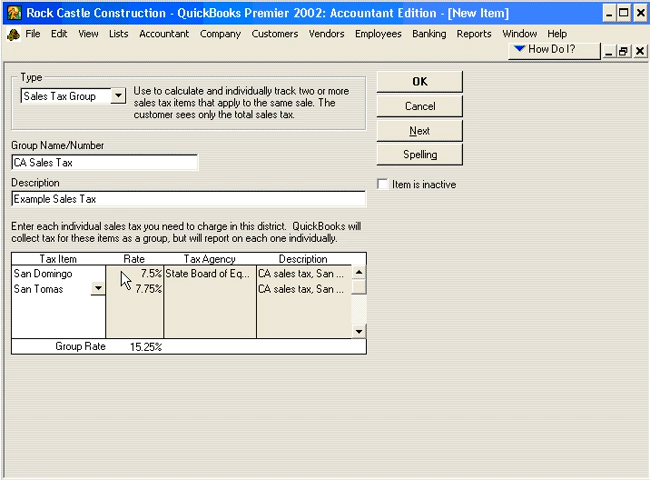 Rock Castle Construction - QuickBooks Premier 2002: Accountant Edition - [New Item]
File Edit View Lists Accountant Company Customers Vendors Employees Banking Reports Window Help
How Do I?
Type
Sales Tax Group
Use to calculate and individually track two or more
sales tax items that apply to the same sale. The
customer sees only the total sales tax.
OK
Cancel
Next
Spelling
Group Name/Number
CA Sales Tax
Item is inactive
Description
Example Sales Tax
Enter each individual sales tax you need to charge in this district. QuickBooks will
collect tax for these items as a group, but will report on each one individually.
Tax Item Rate Tax Agency Description
San Domingo 7.5% State Board of Eq... CA sales tax, San ...
San Tomas 7.75% CA sales tax, San ...
Group Rate 15.25%